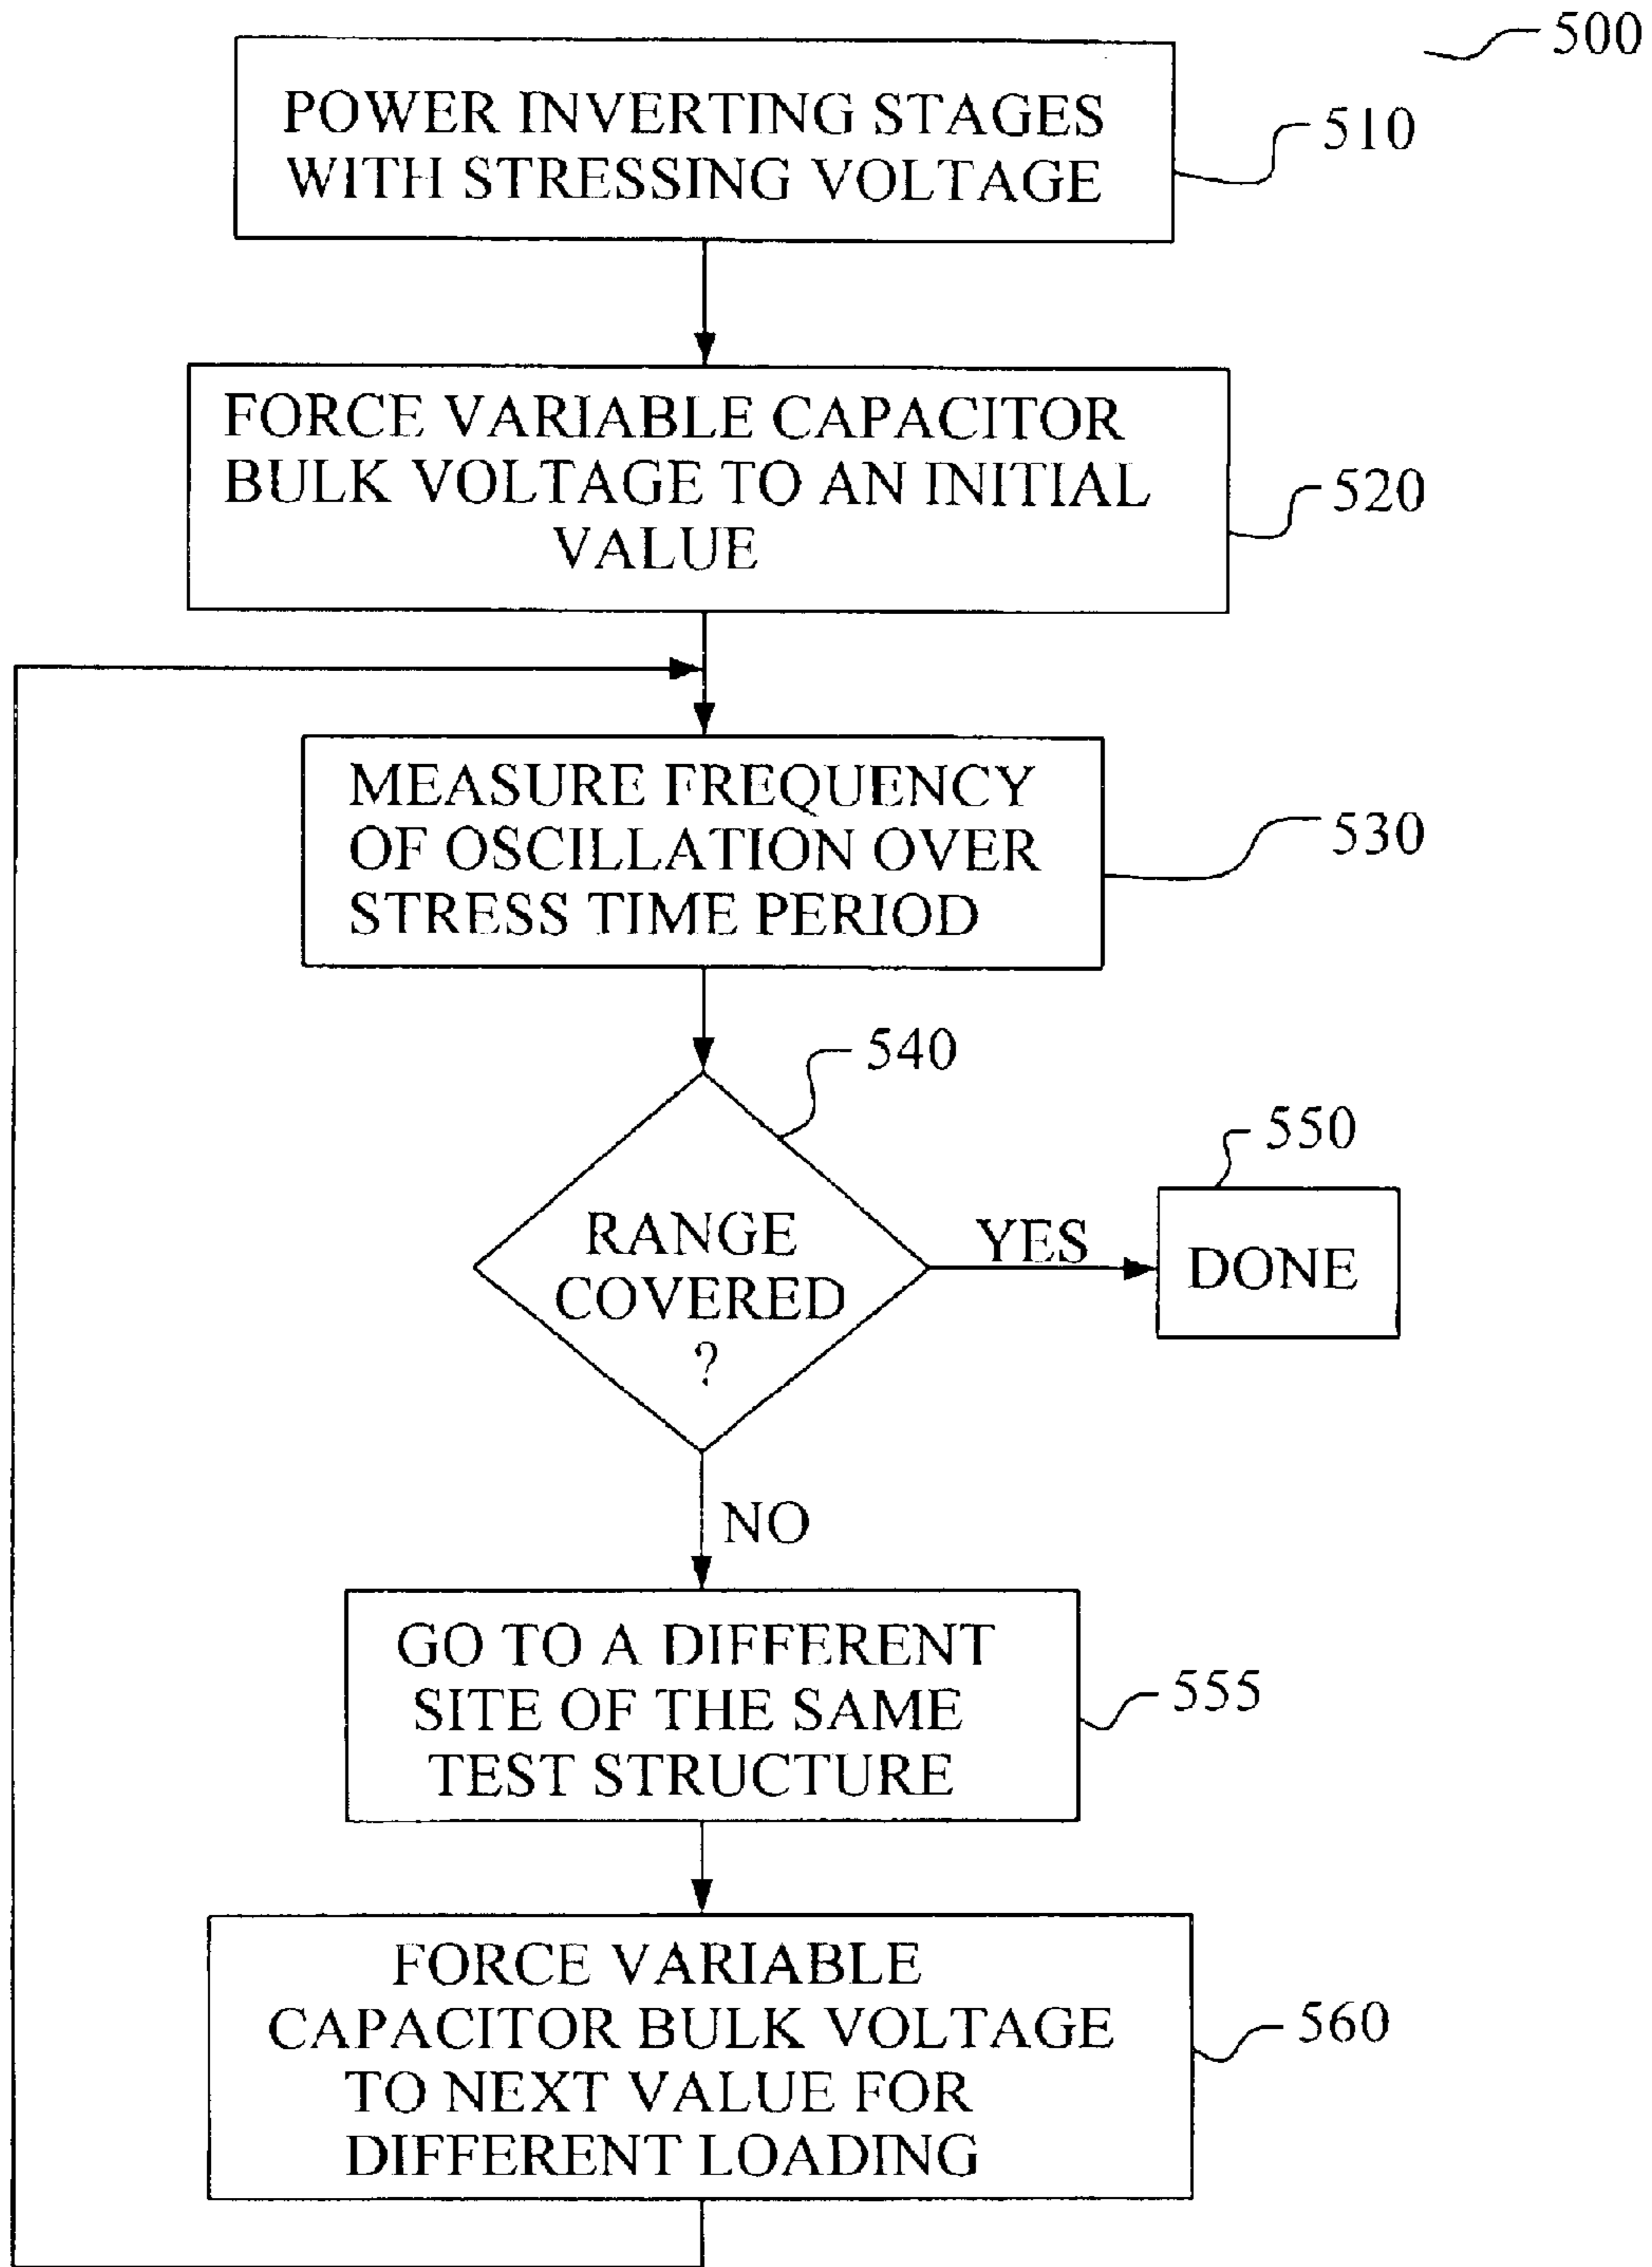 500
POWER INVERTING STAGES
WITH STRESSING VOLTAGE
510
FORCE VARIABLE CAPACITOR
BULK VOLTAGE TO AN INITIAL
VALUE
520
MEASURE FREQUENCY
OF OSCILLATION OVER
STRESS TIME PERIOD
530
540
RANGE
COVERED
?
YES
550
DONE
NO
GO TO A DIFFERENT
SITE OF THE SAME
TEST STRUCTURE
555
FORCE VARIABLE
CAPACITOR BULK VOLTAGE
TO NEXT VALUE FOR
DIFFERENT LOADING
560